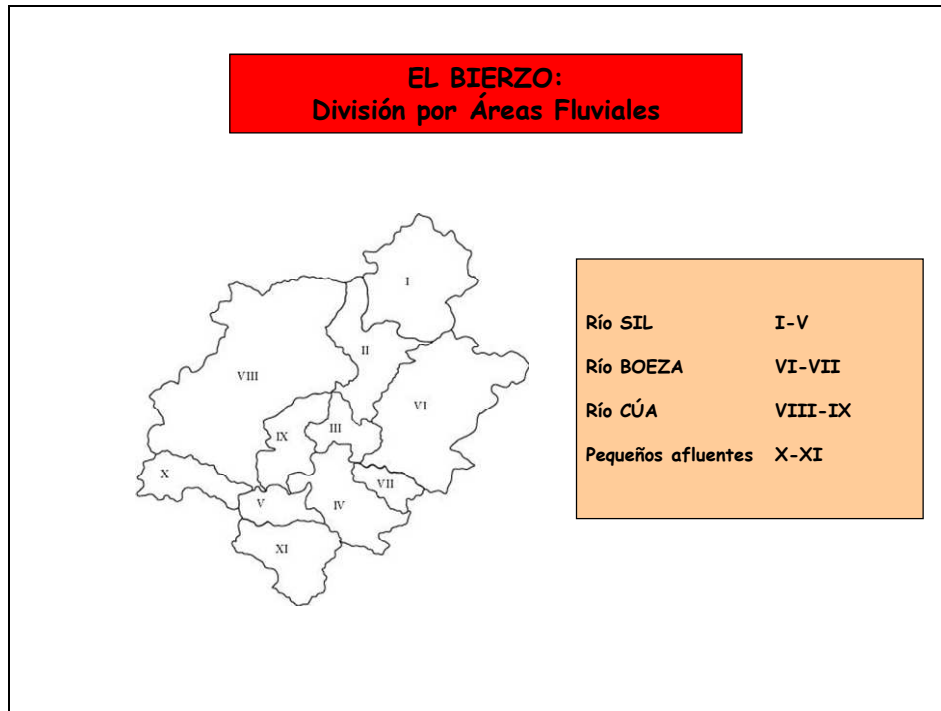 EL BIERZO:
División por Áreas Fluviales
I
II
VIII
VI
IX
III
X
VII
V
IV
XI
Río SIL I-V
Río BOEZA VI-VII
Río CÚA VIII-IX
Pequeños afluentes X-XI